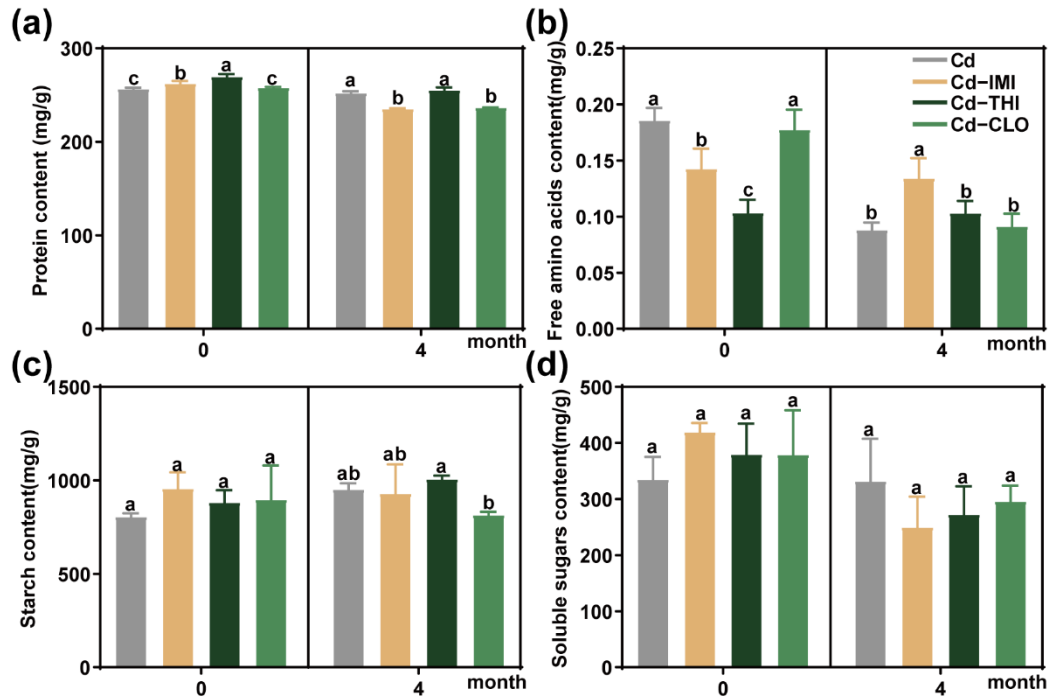 (a)
Protein content (mg/g)
300
200
100
0
c
b
a
c
a
b
a
b
0
4
month
(b)
Free amino acids content(mg/g)
0.25
0.20
0.15
0.10
0.05
0.00
a
b
c
a
b
a
b
b
Cd
Cd−IMI
Cd−THI
Cd−CLO
0
4
month
(c)
Starch content(mg/g)
1500
1000
500
0
a
a
a
a
ab
ab
a
b
0
4
month
(d)
Soluble sugars content(mg/g)
500
400
300
200
100
0
a
a
a
a
a
a
a
a
0
4
month